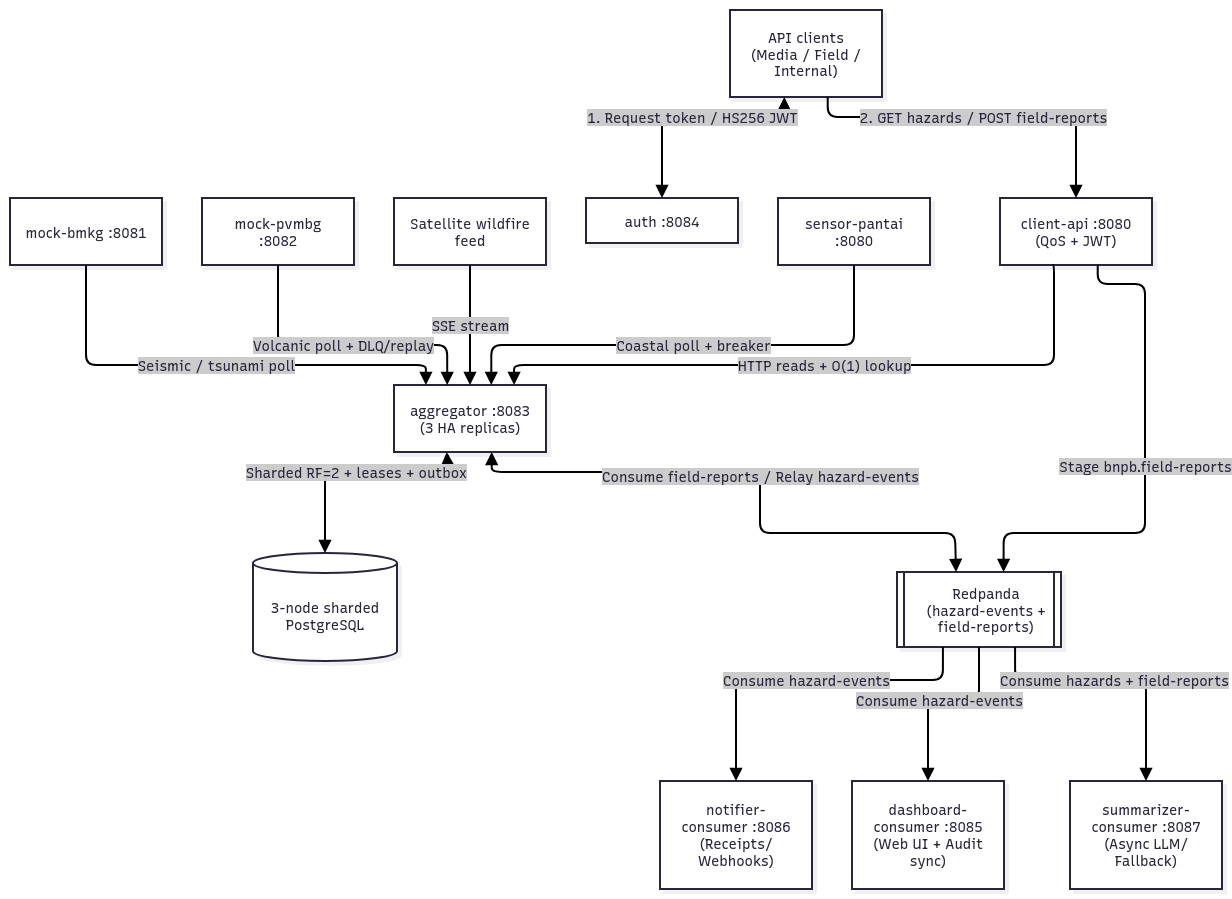 API clients
(Media / Field /
Internal)
1. Request token / HS256 JWT
2. GET hazards / POST field-reports
mock-bmkg :8081
mock-pvmbg
:8082
Satellite wildfire
feed
auth :8084
sensor-pantai
:8080
client-api :8080
(QoS + JWT)
SSE stream
Volcanic poll + DLQ/replay
Coastal poll + breaker
Seismic / tsunami poll
HTTP reads + O(1) lookup
aggregator :8083
(3 HA replicas)
Sharded RF=2 + leases + outbox
Consume field-reports / Relay hazard-events
Stage bnpb.field-reports
3-node sharded
PostgreSQL
Redpanda
(hazard-events +
field-reports)
Consume hazard-events
Consume hazards + field-reports
Consume hazard-events
notifier-
consumer :8086
(Receipts/
Webhooks)
dashboard-
consumer :8085
(Web UI + Audit
sync)
summarizer-
consumer :8087
(Async LLM/
Fallback)